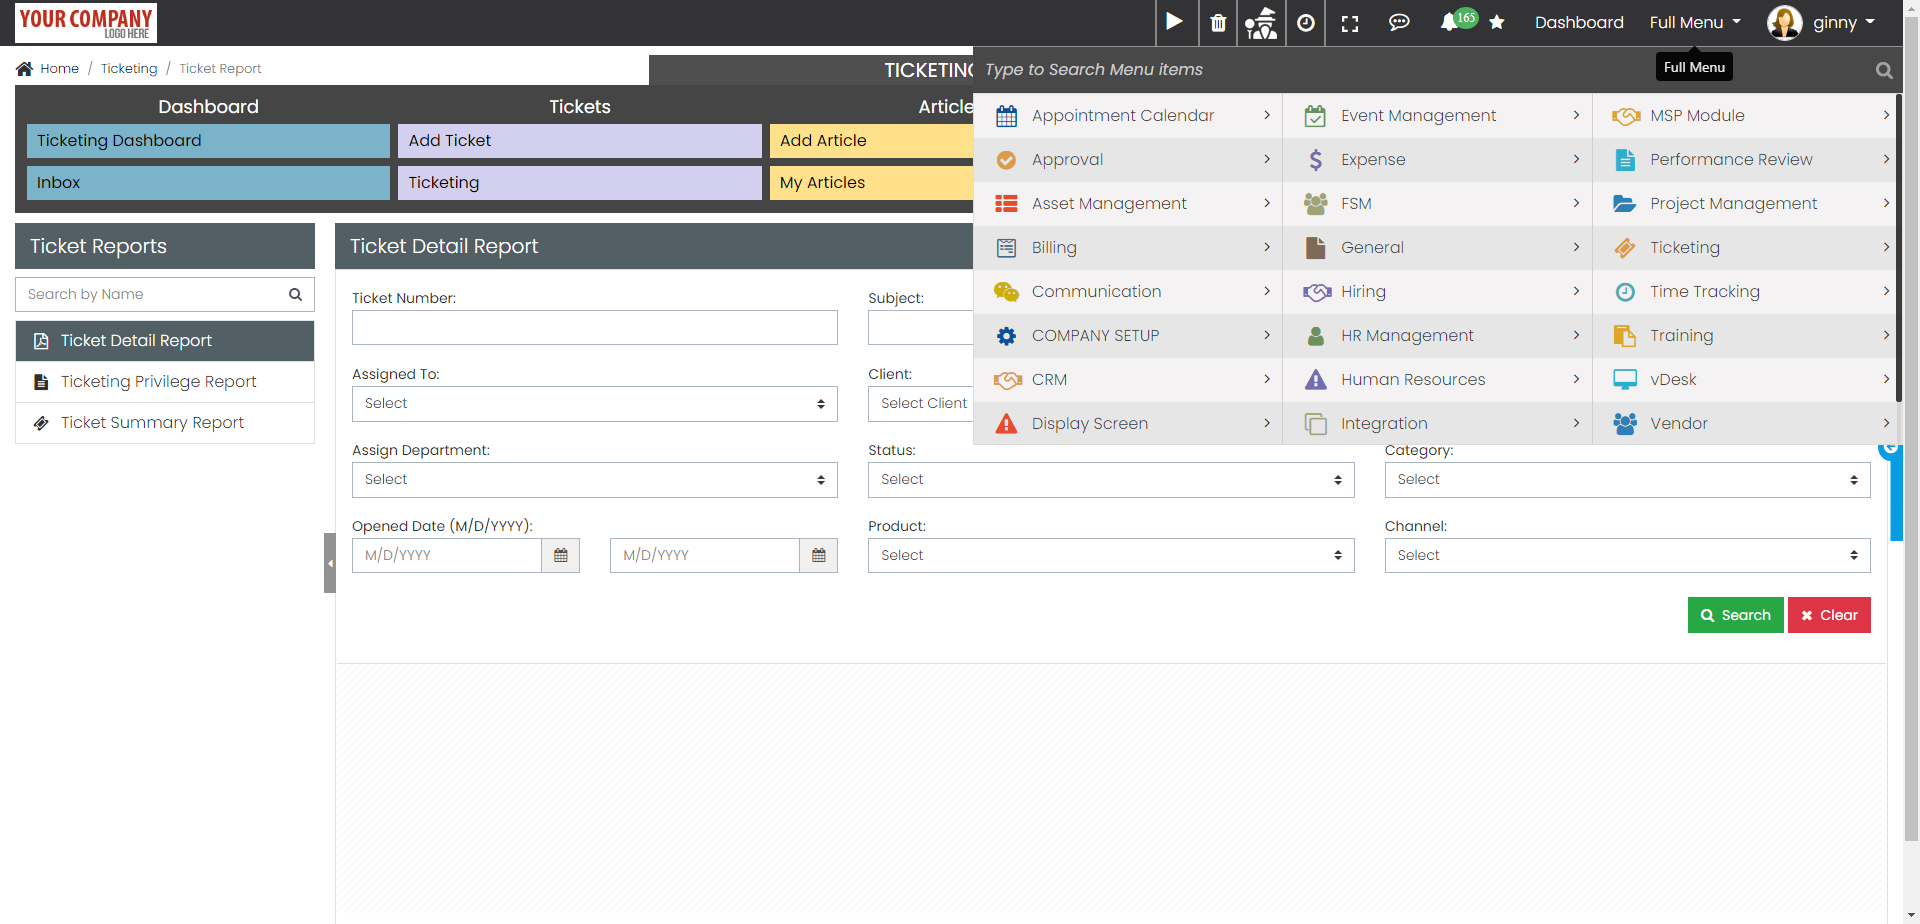 YOUR COMPANY
LOGO HERE
165
Dashboard
Full Menu
ginny
Home / Ticketing / Ticket Report
TICKETING
Type to Search Menu items
Full Menu
Dashboard
Tickets
Article
Ticketing Dashboard
Add Ticket
Add Article
Inbox
Ticketing
My Articles
Appointment Calendar
Event Management
MSP Module
Approval
Expense
Performance Review
Asset Management
FSM
Project Management
Billing
General
Ticketing
Communication
Hiring
Time Tracking
COMPANY SETUP
HR Management
Training
CRM
Human Resources
vDesk
Display Screen
Integration
Vendor
Ticket Reports
Search by Name
Ticket Detail Report
Ticketing Privilege Report
Ticket Summary Report
Ticket Detail Report
Ticket Number:
Subject:
Assigned To:
Select
Client:
Select Client
Assign Department:
Select
Status:
Select
Category:
Select
Opened Date (M/D/YYYY):
M/D/YYYY
M/D/YYYY
Product:
Select
Channel:
Select
Search
Clear